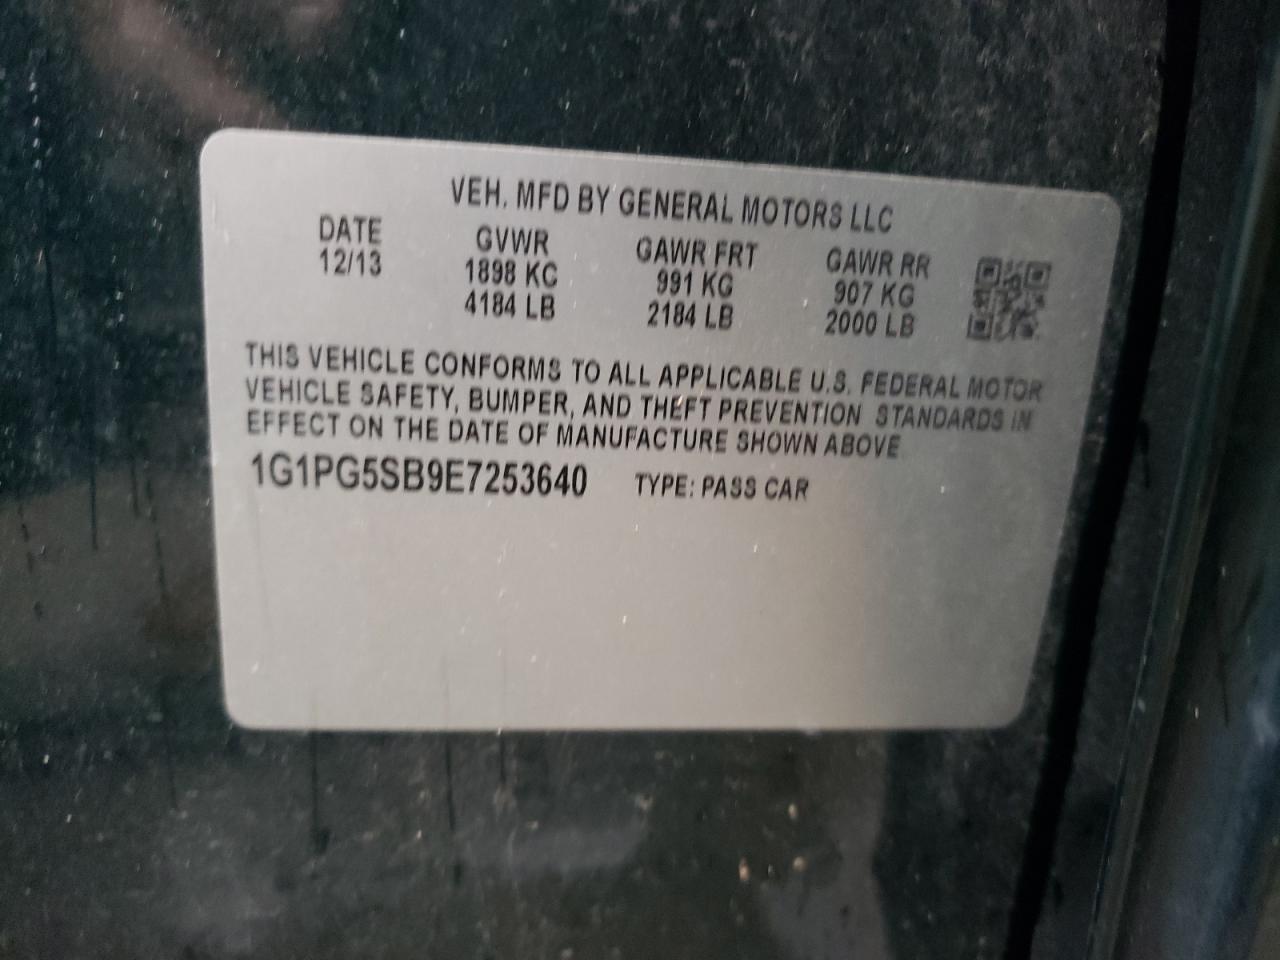 VEH. MFD BY GENERAL MOTORS LLC
DATE GVWR GAWR FRT GAWR RR
12/13 1898 KG 991 KG 907 KG
4184 LB 2184 LB 2000 LB
THIS VEHICLE CONFORMS TO ALL APPLICABLE U.S. FEDERAL MOTOR
VEHICLE SAFETY, BUMPER, AND THEFT PREVENTION STANDARDS IN
EFFECT ON THE DATE OF MANUFACTURE SHOWN ABOVE
1G1PG5SB9E7253640 TYPE: PASS CAR